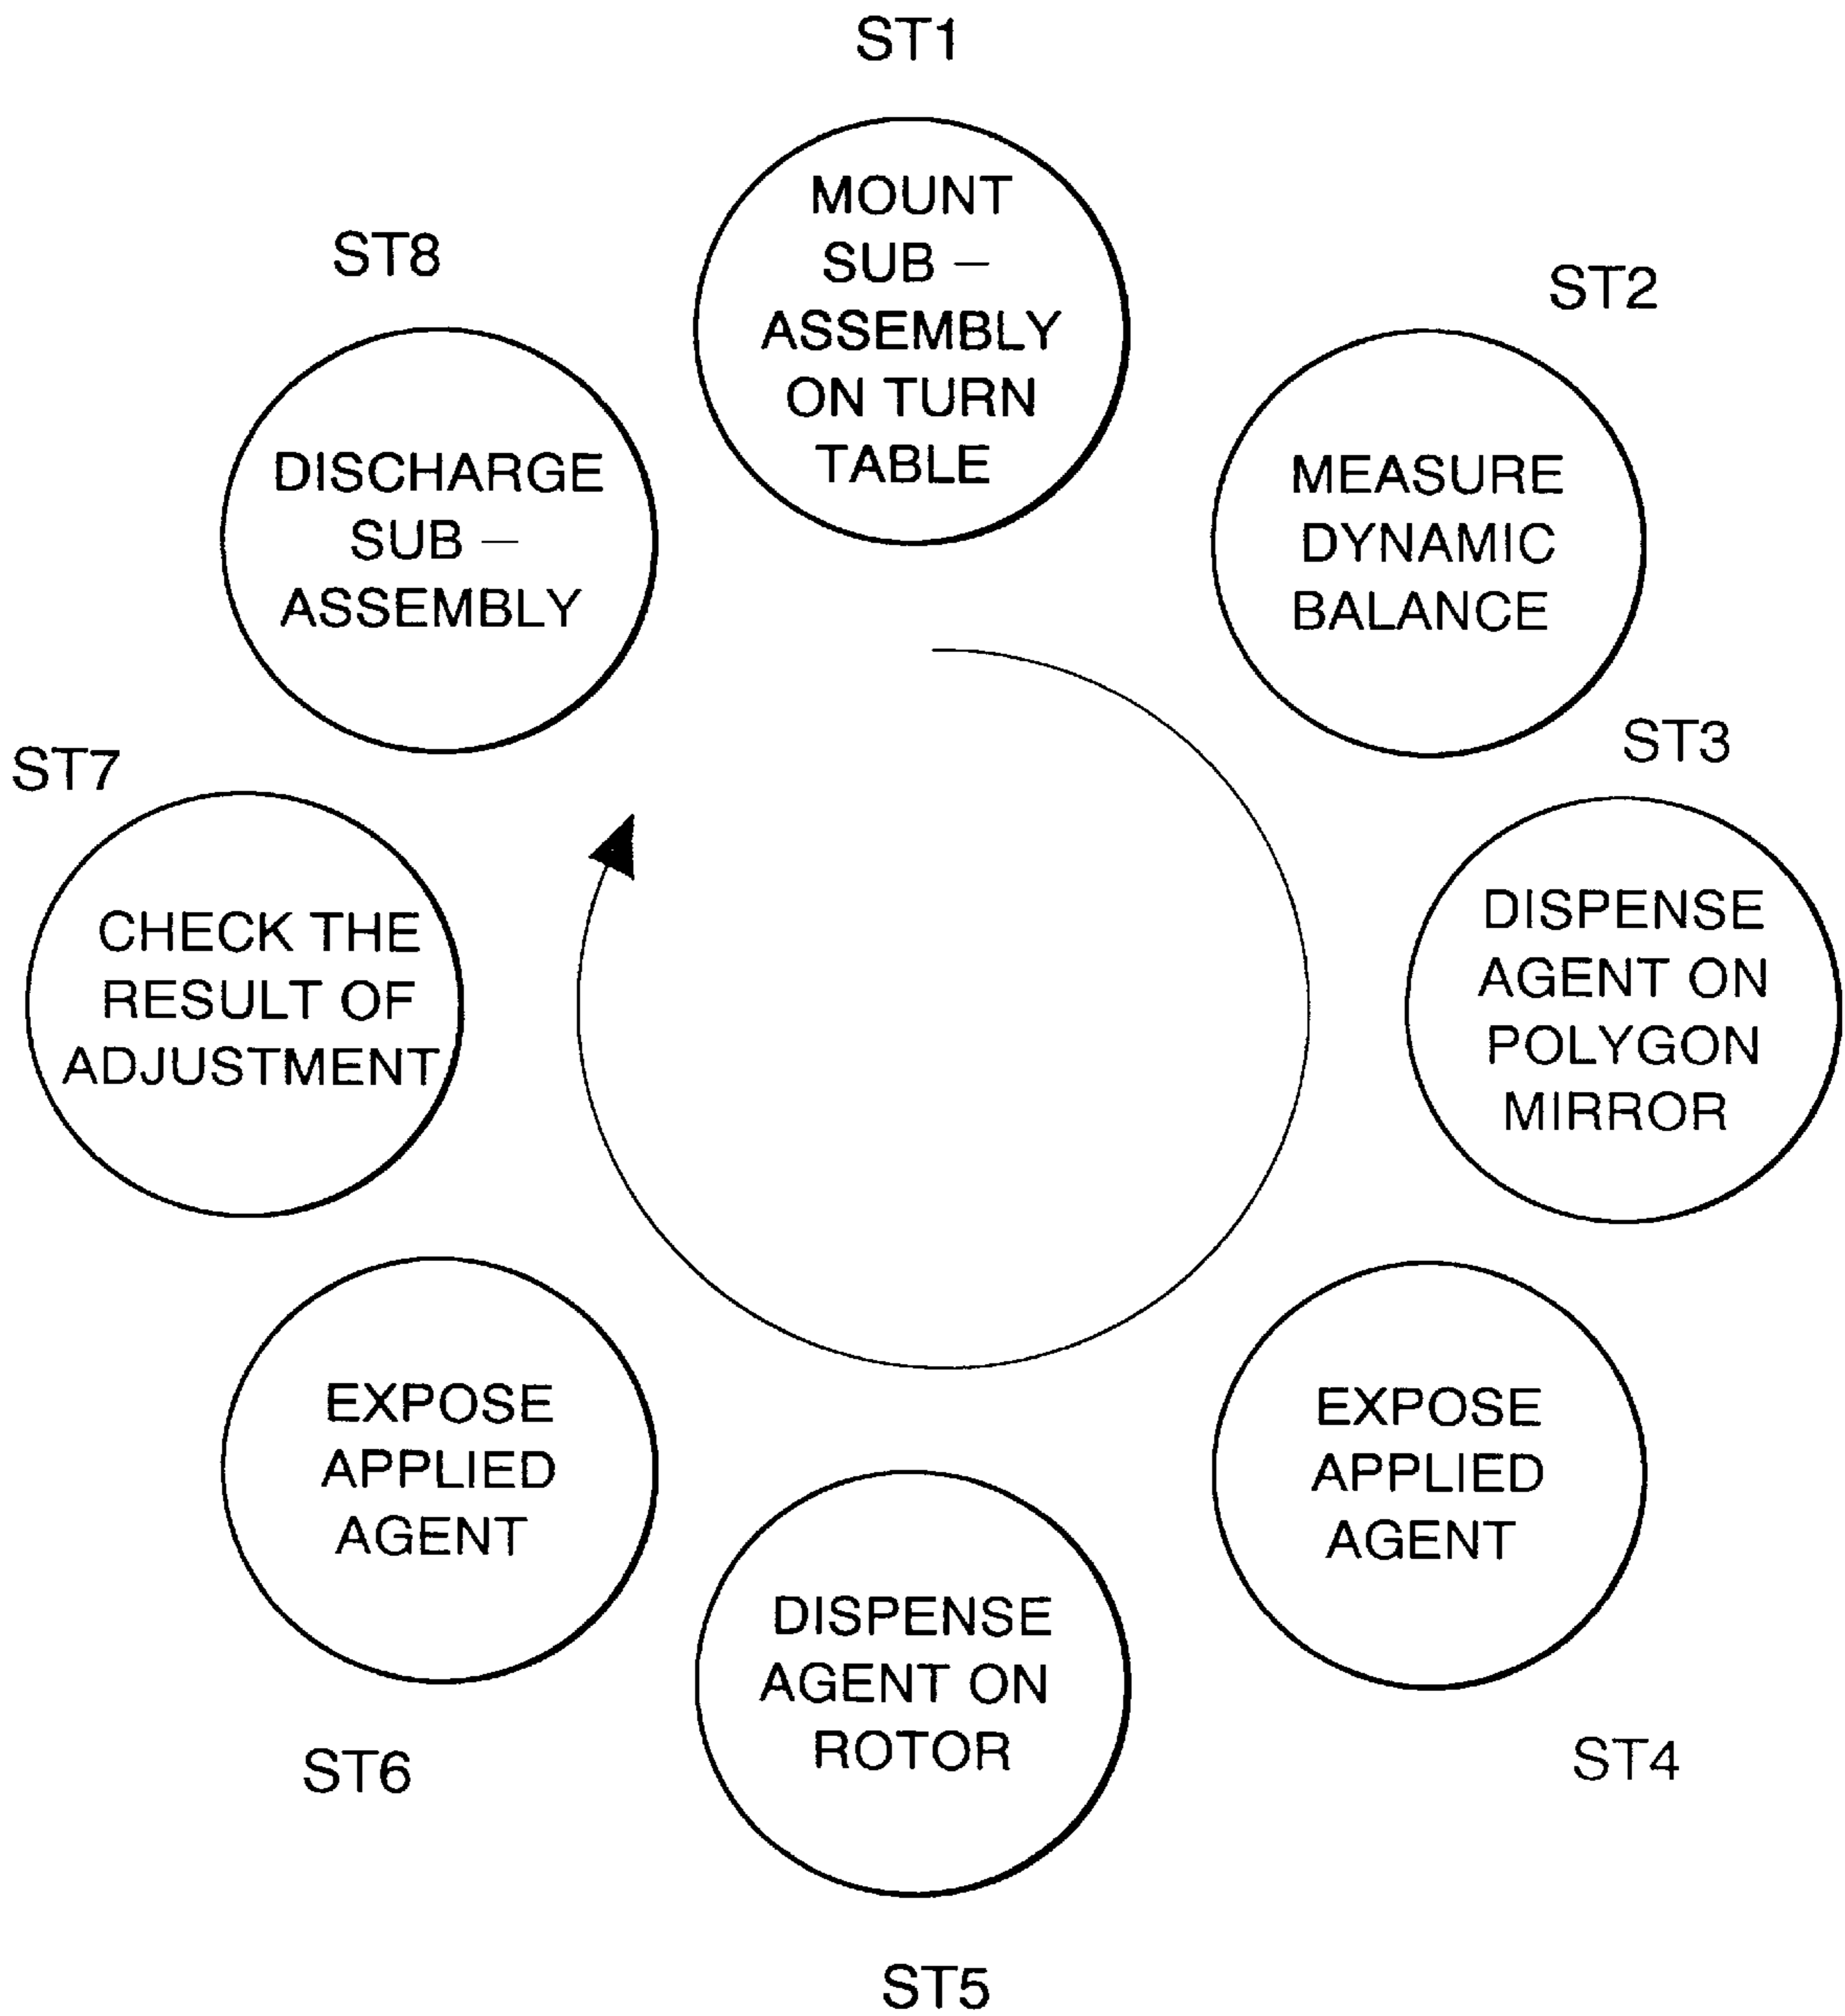 ST1
MOUNT
SUB —
ASSEMBLY
ON TURN
TABLE
ST2
MEASURE
DYNAMIC
BALANCE
ST3
DISPENSE
AGENT ON
POLYGON
MIRROR
ST4
EXPOSE
APPLIED
AGENT
ST5
DISPENSE
AGENT ON
ROTOR
ST6
EXPOSE
APPLIED
AGENT
ST7
CHECK THE
RESULT OF
ADJUSTMENT
ST8
DISCHARGE
SUB —
ASSEMBLY